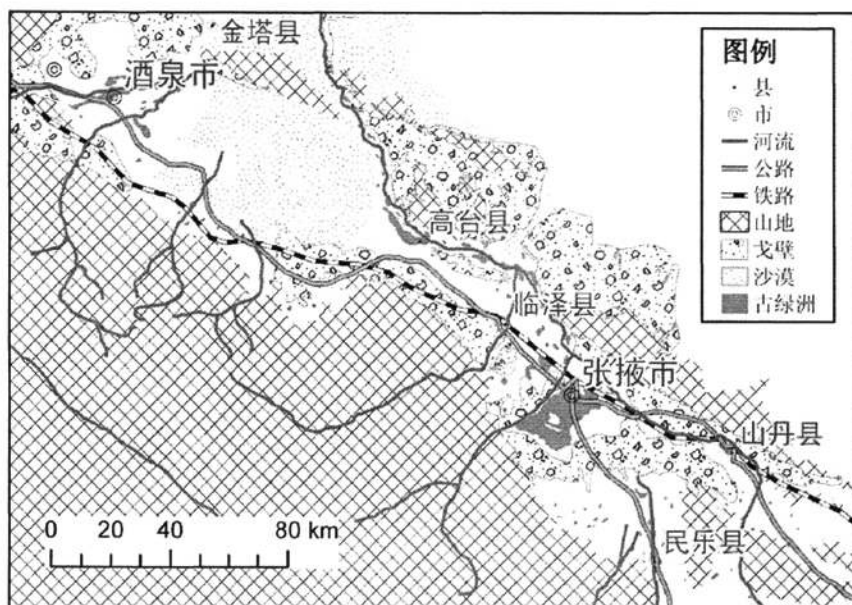 金塔县
酒泉市
高台县
临泽县
张掖市
山丹县
民乐县
图例
县
市
河流
公路
铁路
山地
戈壁
沙漠
古绿洲
0 20 40 80 km